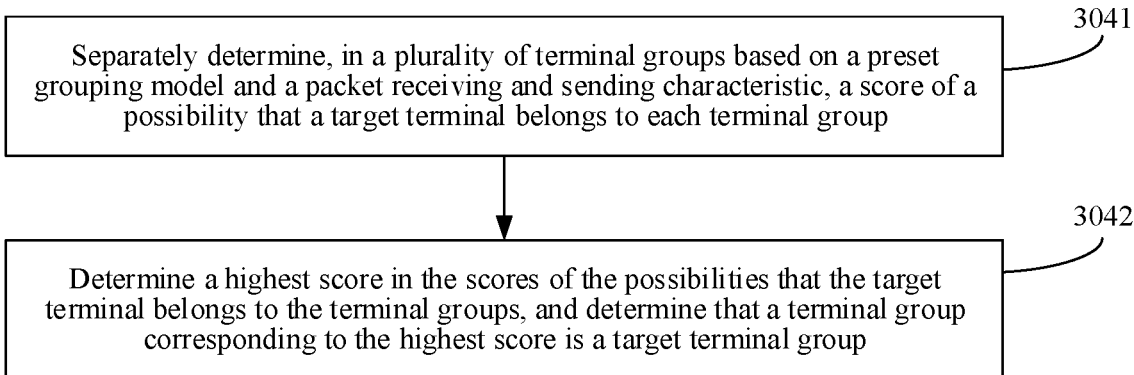 3041
Separately determine, in a plurality of terminal groups based on a preset
grouping model and a packet receiving and sending characteristic, a score of a
possibility that a target terminal belongs to each terminal group
3042
Determine a highest score in the scores of the possibilities that the target
terminal belongs to the terminal groups, and determine that a terminal group
corresponding to the highest score is a target terminal group